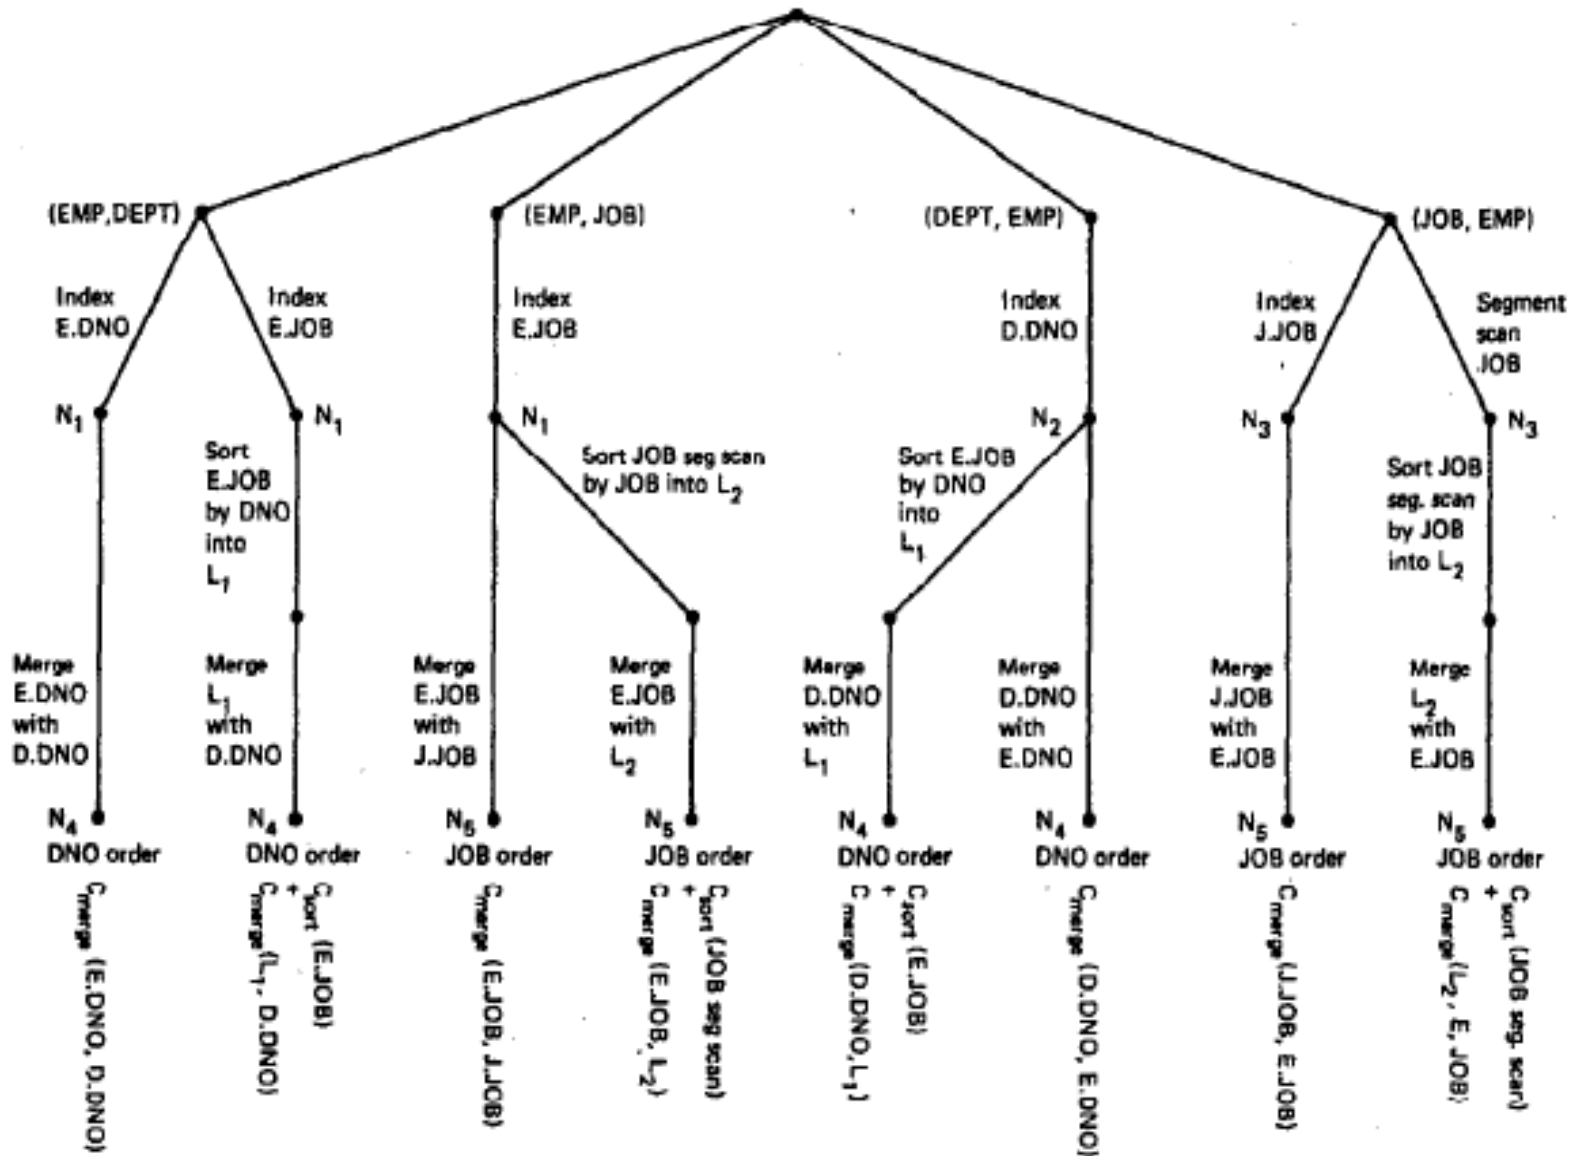 (EMP,DEPT)
(EMP, JOB)
(DEPT, EMP)
(JOB, EMP)
Index
E.DNO
Index
E.JOB
Index
E.JOB
Index
D.DNO
Index
J.JOB
Segment
scan
JOB
N1
N1
N1
N2
N3
N3
Sort
E.JOB
by DNO
into
L1
Sort JOB seg scan
by JOB into L2
Sort E.JOB
by DNO
into
L1
Sort JOB
seg. scan
by JOB
into L2
Merge
E.DNO
with
D.DNO
Merge
L1
with
D.DNO
Merge
E.JOB
with
J.JOB
Merge
E.JOB
with
L2
Merge
D.DNO
with
L1
Merge
D.DNO
with
E.DNO
Merge
J.JOB
with
E.JOB
Merge
L2
with
E.JOB
N4
DNO order
N4
DNO order
N5
JOB order
N5
JOB order
N4
DNO order
N4
DNO order
N5
JOB order
N5
JOB order
Cmerge (E.DNO, D.DNO)
Csort (E.JOB)
+
Cmerge (L1, D.DNO)
Cmerge (E.JOB, J.JOB)
Csort (JOB seg scan)
+
Cmerge (E.JOB, L2)
Csort (E.JOB)
+
Cmerge (D.DNO, L1)
Cmerge (D.DNO, E.DNO)
Cmerge (J.JOB, E.JOB)
Csort (JOB seg. scan)
+
Cmerge (L2, E, JOB)